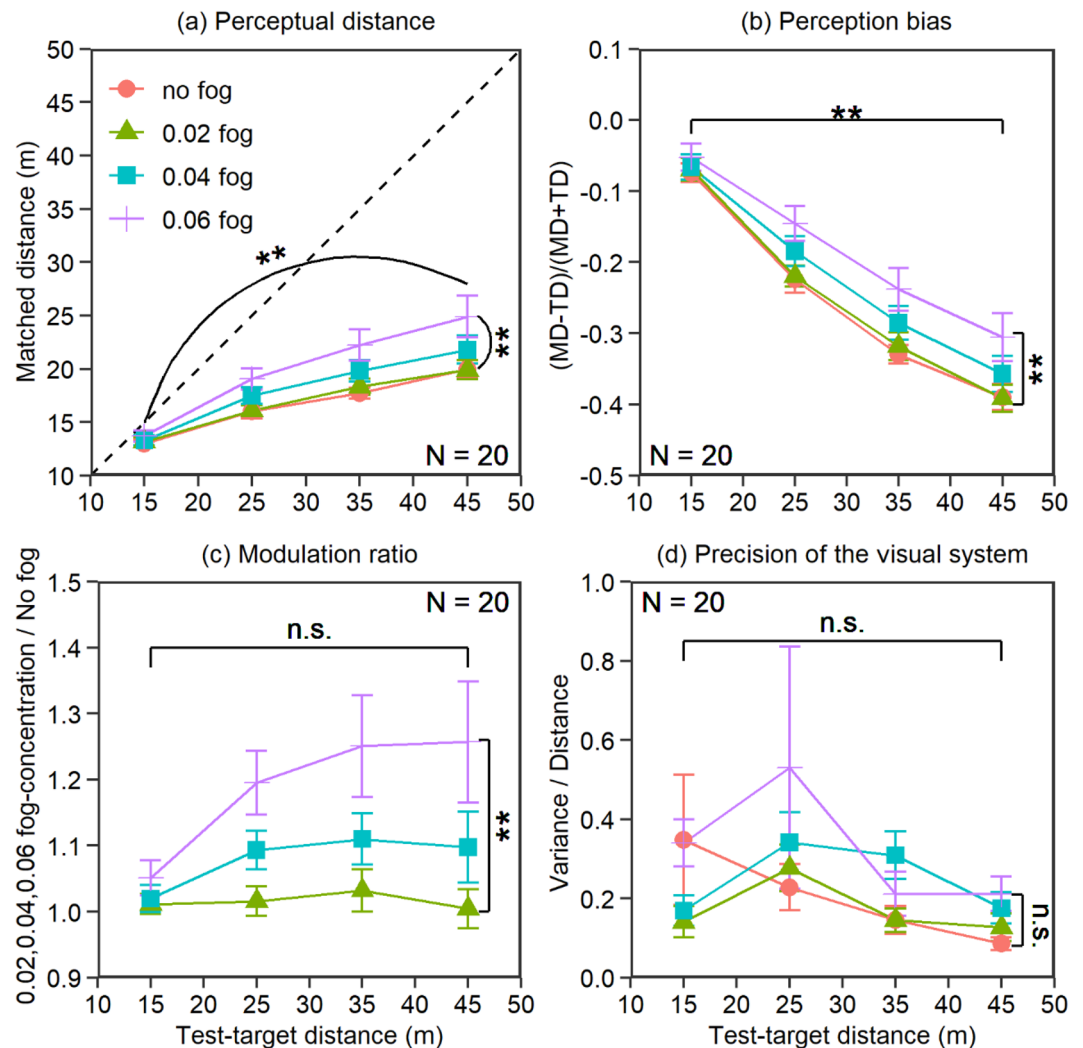 (a) Perceptual distance
50
45
40
35
30
25
20
15
10
Matched distance (m)
no fog
0.02 fog
0.04 fog
0.06 fog
**
**
N = 20
10 15 20 25 30 35 40 45 50
(b) Perception bias
0.1
0.0
-0.1
-0.2
-0.3
-0.4
-0.5
(MD-TD)/(MD+TD)
**
**
N = 20
10 15 20 25 30 35 40 45 50
(c) Modulation ratio
1.5
1.4
1.3
1.2
1.1
1.0
0.9
0.02,0.04,0.06 fog-concentration / No fog
N = 20
n.s.
**
10 15 20 25 30 35 40 45 50
Test-target distance (m)
(d) Precision of the visual system
1.0
0.8
0.6
0.4
0.2
0.0
Variance / Distance
N = 20
n.s.
n.s.
10 15 20 25 30 35 40 45 50
Test-target distance (m)